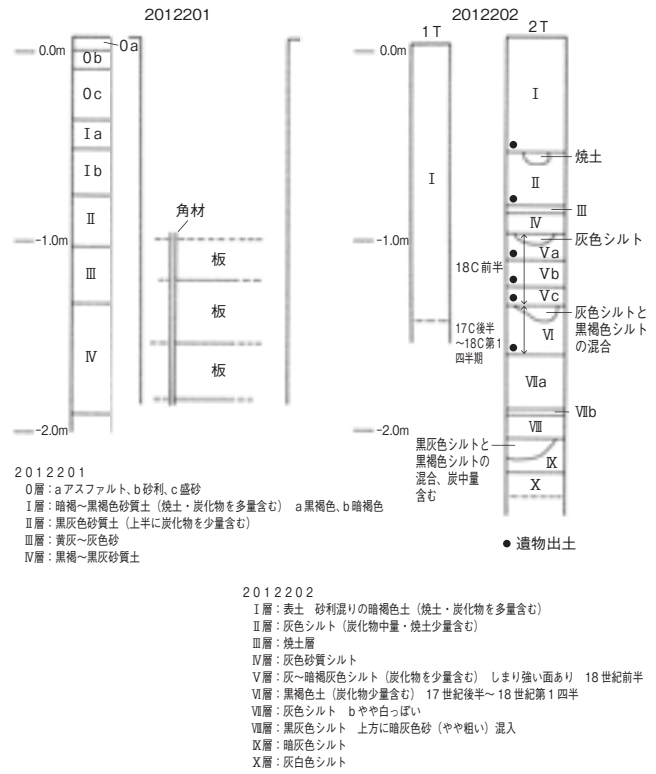 2012201
0.0m
-1.0m
-2.0m
0a
0b
0c
Ⅰa
Ⅰb
Ⅱ
Ⅲ
Ⅳ
角材
板
板
板
2012202
1T
2T
0.0m
-1.0m
-2.0m
Ⅰ
Ⅰ
焼土
Ⅱ
Ⅲ
Ⅳ
灰色シルト
Ⅴa
18C前半
Ⅴb
Ⅴc
灰色シルトと
黒褐色シルト
の混合
17C後半
～18C第1
四半期
Ⅵ
Ⅶa
Ⅶb
Ⅷ
黒灰色シルトと
黒褐色シルトの
混合、炭中量
含む
Ⅸ
Ⅹ
● 遺物出土
2012201
0層：aアスファルト、b砂利、c盛砂
Ⅰ層：暗褐～黒褐色砂質土（焼土・炭化物を多量含む） a黒褐色、b暗褐色
Ⅱ層：黒灰色砂質土（上半に炭化物を少量含む）
Ⅲ層：黄灰～灰色砂
Ⅳ層：黒褐～黒灰砂質土
2012202
Ⅰ層：表土 砂利混りの暗褐色土（焼土・炭化物を多量含む）
Ⅱ層：灰色シルト（炭化物中量・焼土少量含む）
Ⅲ層：焼土層
Ⅳ層：灰色砂質シルト
Ⅴ層：灰～暗褐灰色シルト（炭化物を少量含む） しまり強い面あり 18世紀前半
Ⅵ層：黒褐色土（炭化物少量含む） 17世紀後半～18世紀第1四半
Ⅶ層：灰色シルト bやや白っぽい
Ⅷ層：黒灰色シルト 上方に暗灰色砂（やや粗い）混入
Ⅸ層：暗灰色シルト
Ⅹ層：灰白色シルト